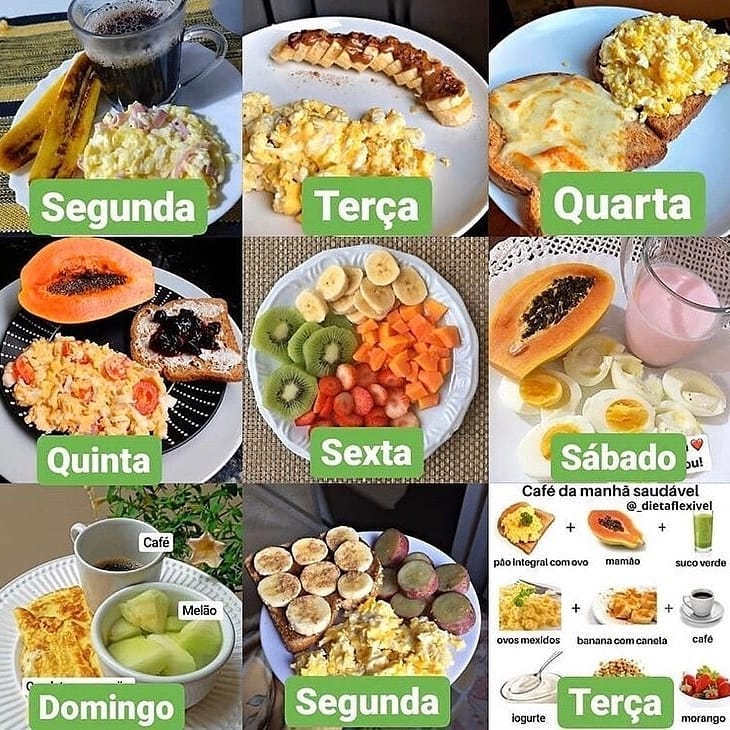 Segunda
Terça
Quarta
Quinta
Sexta
ou!
Sábado
Café
Melão
Domingo
Segunda
Café da manhã saudável
@_dietaflexivel
+ +
pão integral com ovo mamão suco verde
+ +
ovos mexidos banana com canela café
iogurte morango
Terça